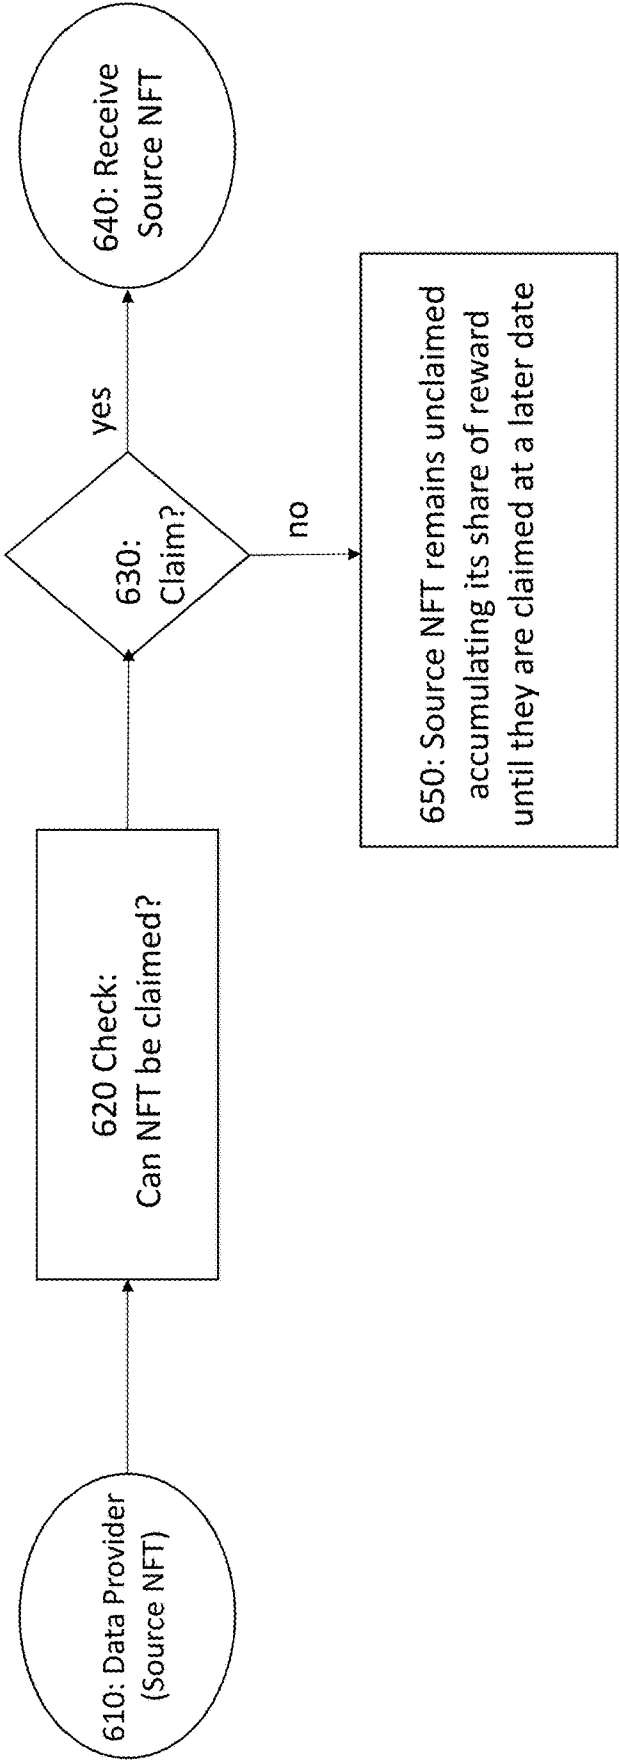 610: Data Provider
(Source NFT)
620 Check:
Can NFT be claimed?
630:
Claim?
yes
640: Receive
Source NFT
no
650: Source NFT remains unclaimed
accumulating its share of reward
until they are claimed at a later date